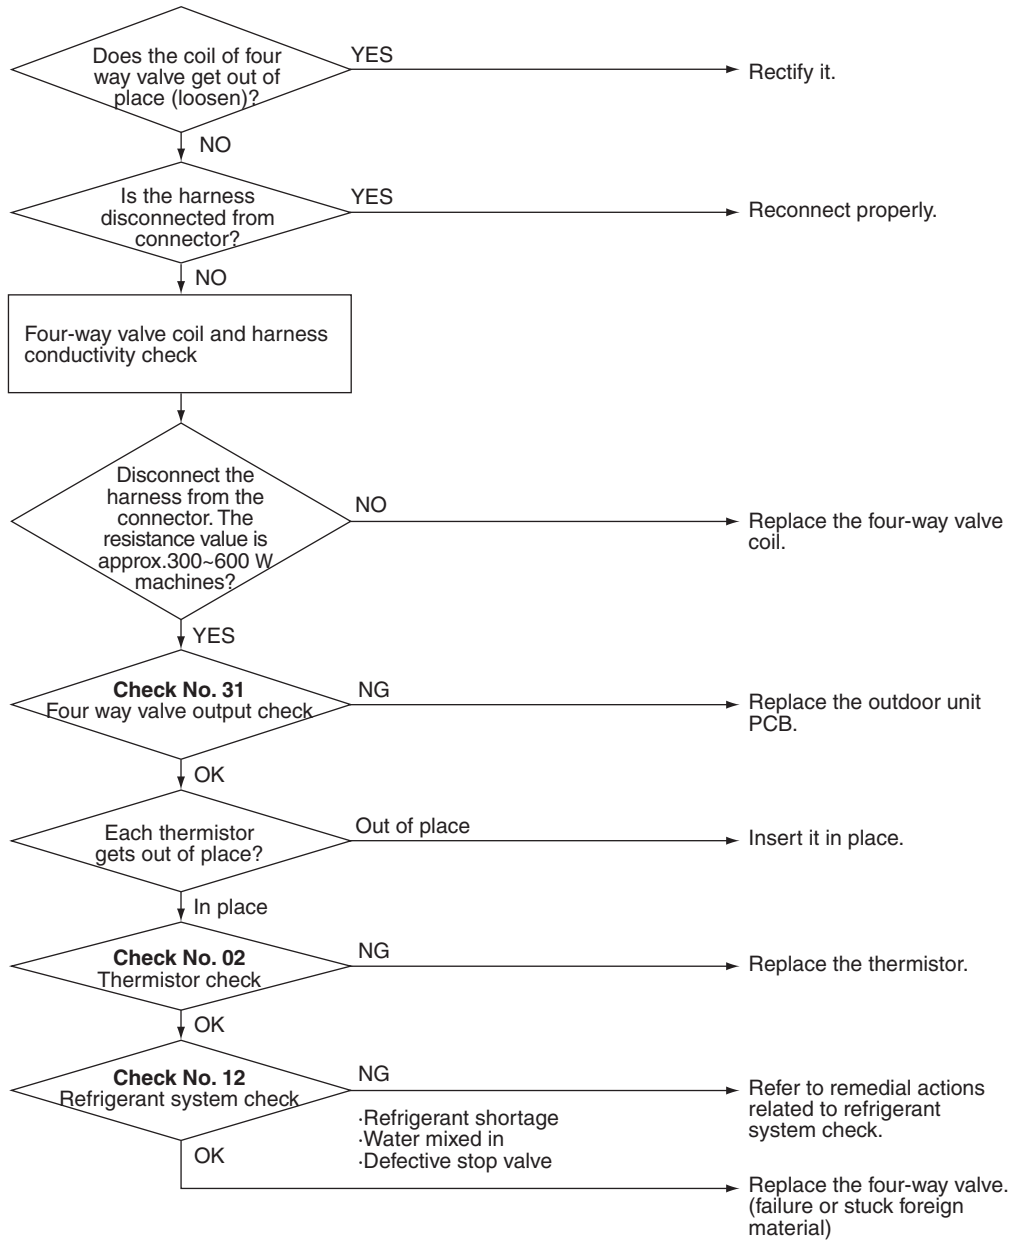 Does the coil of four
way valve get out of
place (loosen)?
YES
Rectify it.
NO
Is the harness
disconnected from
connector?
YES
Reconnect properly.
NO
Four-way valve coil and harness
conductivity check
Disconnect the
harness from the
connector. The
resistance value is
approx.300~600 W
machines?
NO
Replace the four-way valve
coil.
YES
Check No. 31
Four way valve output check
NG
Replace the outdoor unit
PCB.
OK
Each thermistor
gets out of place?
Out of place
Insert it in place.
In place
Check No. 02
Thermistor check
NG
Replace the thermistor.
OK
Check No. 12
Refrigerant system check
NG
·Refrigerant shortage
·Water mixed in
·Defective stop valve
Refer to remedial actions
related to refrigerant
system check.
OK
Replace the four-way valve.
(failure or stuck foreign
material)